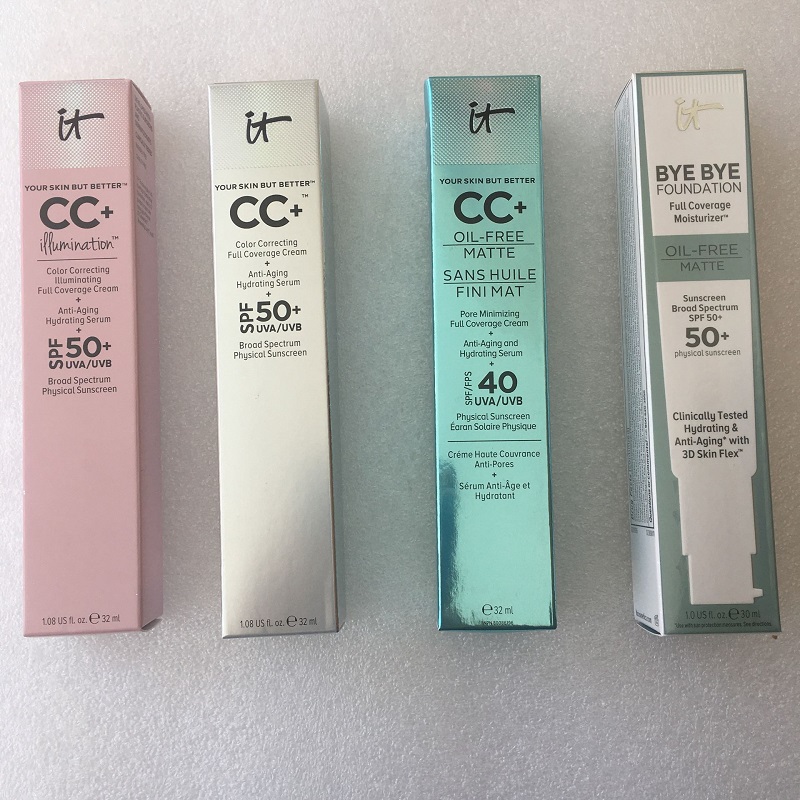 it
YOUR SKIN BUT BETTER™
CC+
illumination™
Color Correcting
Illuminating
Full Coverage Cream
+
Anti-Aging
Hydrating Serum
+
SPF 50+
UVA/UVB
Broad Spectrum
Physical Sunscreen
1.08 US fl. oz. ℮ 32 ml
it
YOUR SKIN BUT BETTER™
CC+™
Color Correcting
Full Coverage Cream
+
Anti-Aging
Hydrating Serum
+
SPF 50+
UVA/UVB
Broad Spectrum
Physical Sunscreen
1.08 US fl. oz. ℮ 32 ml
it
YOUR SKIN BUT BETTER™
CC+
OIL-FREE
MATTE
SANS HUILE
FINI MAT
Pore Minimizing
Full Coverage Cream
+
Anti-Aging and
Hydrating Serum
+
SPF/FPS 40
UVA/UVB
Physical Sunscreen
Éaran Solaire Physique
Créme Haute Couvrance
Anti-Pores
+
Sérum Anti-Âge et
Hydratant
℮ 32 ml
it
BYE BYE
FOUNDATION
Full Coverage
Moisturizer™
OIL-FREE
MATTE
Sunscreen
Broad Spectrum
SPF 50+
50+
physical sunscreen
Clinically Tested
Hydrating &
Anti-Aging* with
3D Skin Flex™
1.0 US fl. oz. ℮ 30 ml